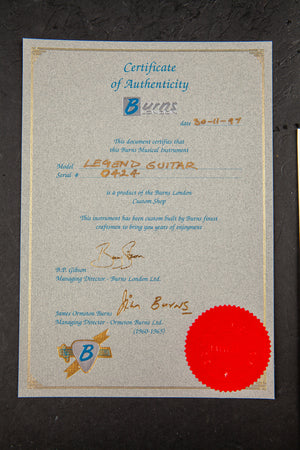 Certificate
of Authenticity
Burns
date 30-11-97
This document certifies that
this Burns Musical Instrument
Model LEGEND GUITAR
Serial # 0424
is a product of the Burns London
Custom Shop
This instrument has been custom built by Burns finest
craftsmen to bring you years of enjoyment
B.P. Gibson
Managing Director - Burns London Ltd.
Jim Burns
James Ormston Burns
Managing Director - Ormston Burns Ltd.
(1960-1965)
B